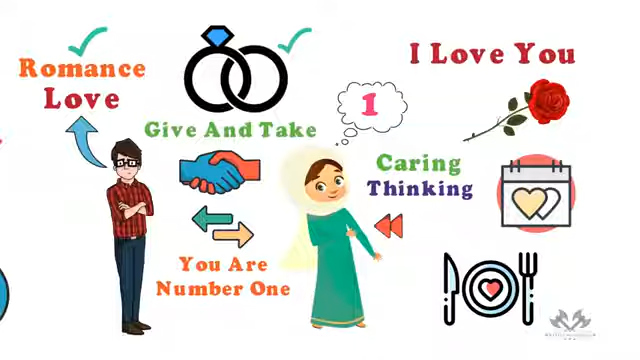 Romance
Love
Give And Take
You Are
Number One
1
I Love You
Caring
Thinking